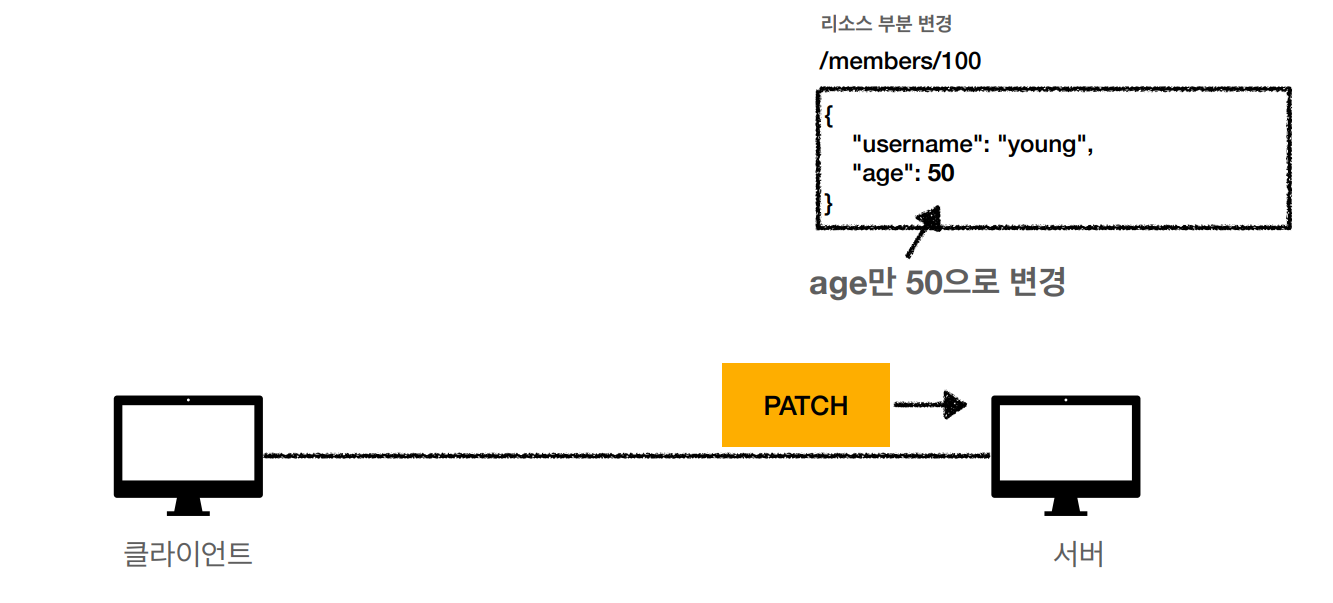 리소스 부분 변경
/members/100
{
"username": "young",
"age": 50
}
age만 50으로 변경
PATCH
클라이언트
서버